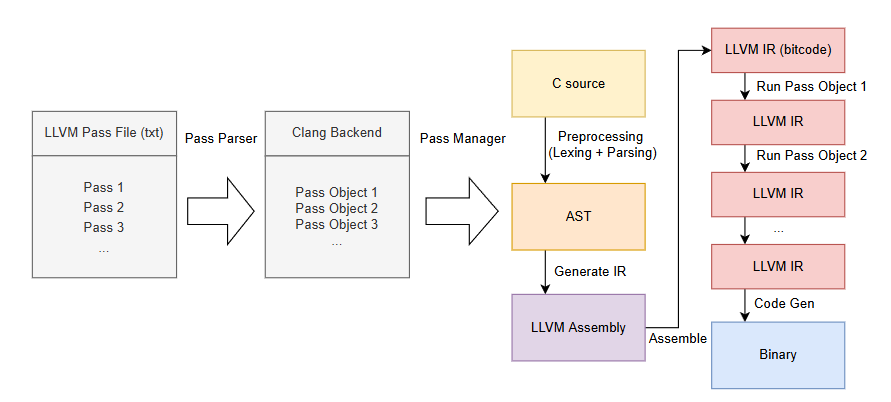 LLVM Pass File (txt)
Pass 1
Pass 2
Pass 3
...
Pass Parser
Clang Backend
Pass Object 1
Pass Object 2
Pass Object 3
...
Pass Manager
C source
Preprocessing
(Lexing + Parsing)
AST
Generate IR
LLVM Assembly
Assemble
LLVM IR (bitcode)
Run Pass Object 1
LLVM IR
Run Pass Object 2
LLVM IR
...
LLVM IR
Code Gen
Binary